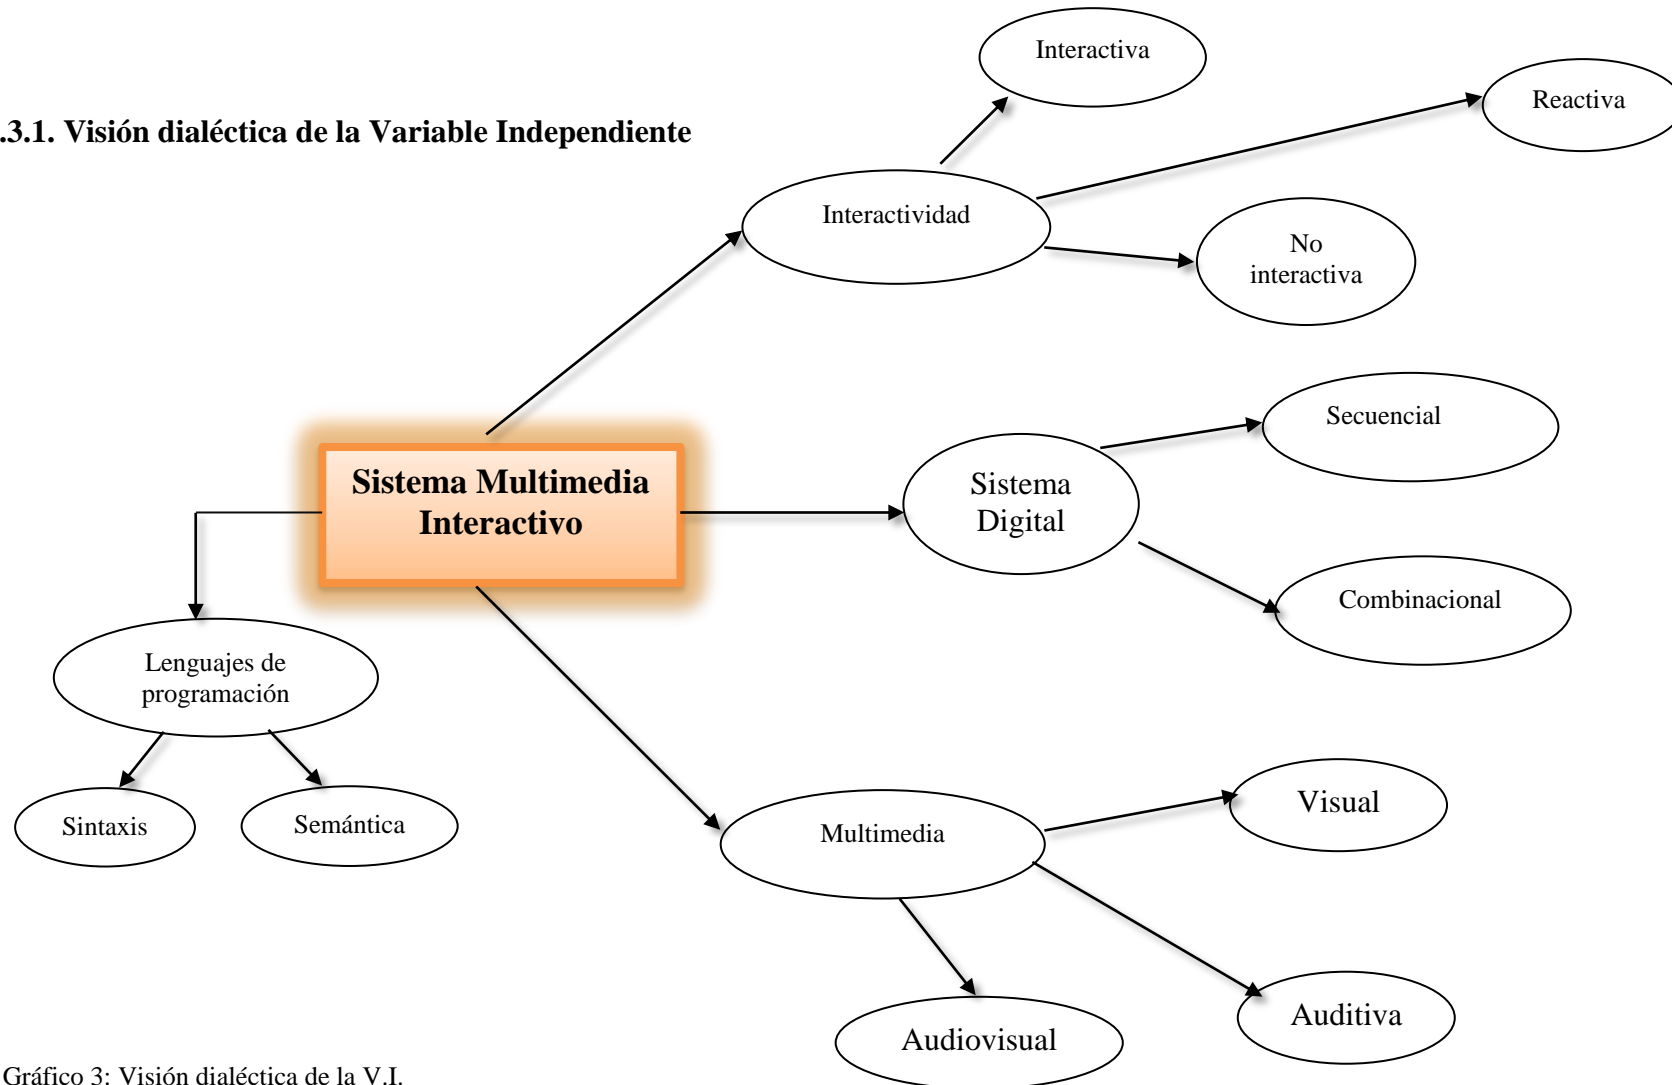 .3.1. Visión dialéctica de la Variable Independiente
Interactiva
Reactiva
Interactividad
No
interactiva
Secuencial
Sistema Multimedia
Interactivo
Sistema
Digital
Combinacional
Lenguajes de
programación
Sintaxis
Semántica
Visual
Multimedia
Auditiva
Audiovisual
Gráfico 3: Visión dialéctica de la V.I.